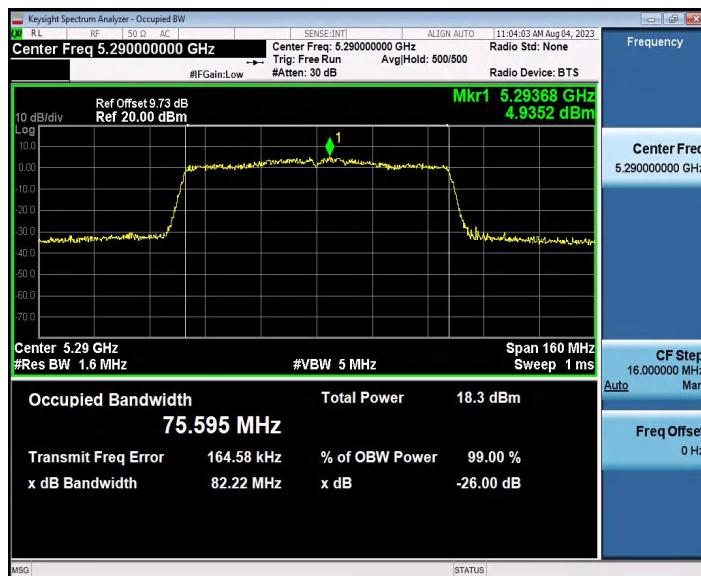 Keysight Spectrum Analyzer - Occupied BW
LXI RL RF 50 Ω AC SENSE:INT ALIGN AUTO 11:04:03 AM Aug 04, 2023
Center Freq 5.290000000 GHz
Center Freq: 5.290000000 GHz
Radio Std: None
Trig: Free Run
Avg|Hold: 500/500
#IFGain:Low
#Atten: 30 dB
Radio Device: BTS
Frequency
Ref Offset 9.73 dB
Mkr1 5.29368 GHz
10 dB/div
Ref 20.00 dBm
4.9352 dBm
Log
1
10.0
0.00
-10.0
-20.0
-30.0
-40.0
-50.0
-60.0
-70.0
Center Freq
5.290000000 GHz
Center 5.29 GHz
Span 160 MHz
#Res BW 1.6 MHz
#VBW 5 MHz
Sweep 1 ms
CF Step
16.000000 MHz
Auto Man
Occupied Bandwidth
Total Power 18.3 dBm
75.595 MHz
Transmit Freq Error 164.58 kHz
% of OBW Power 99.00 %
x dB Bandwidth 82.22 MHz
x dB -26.00 dB
Freq Offset
0 Hz
MSG
STATUS